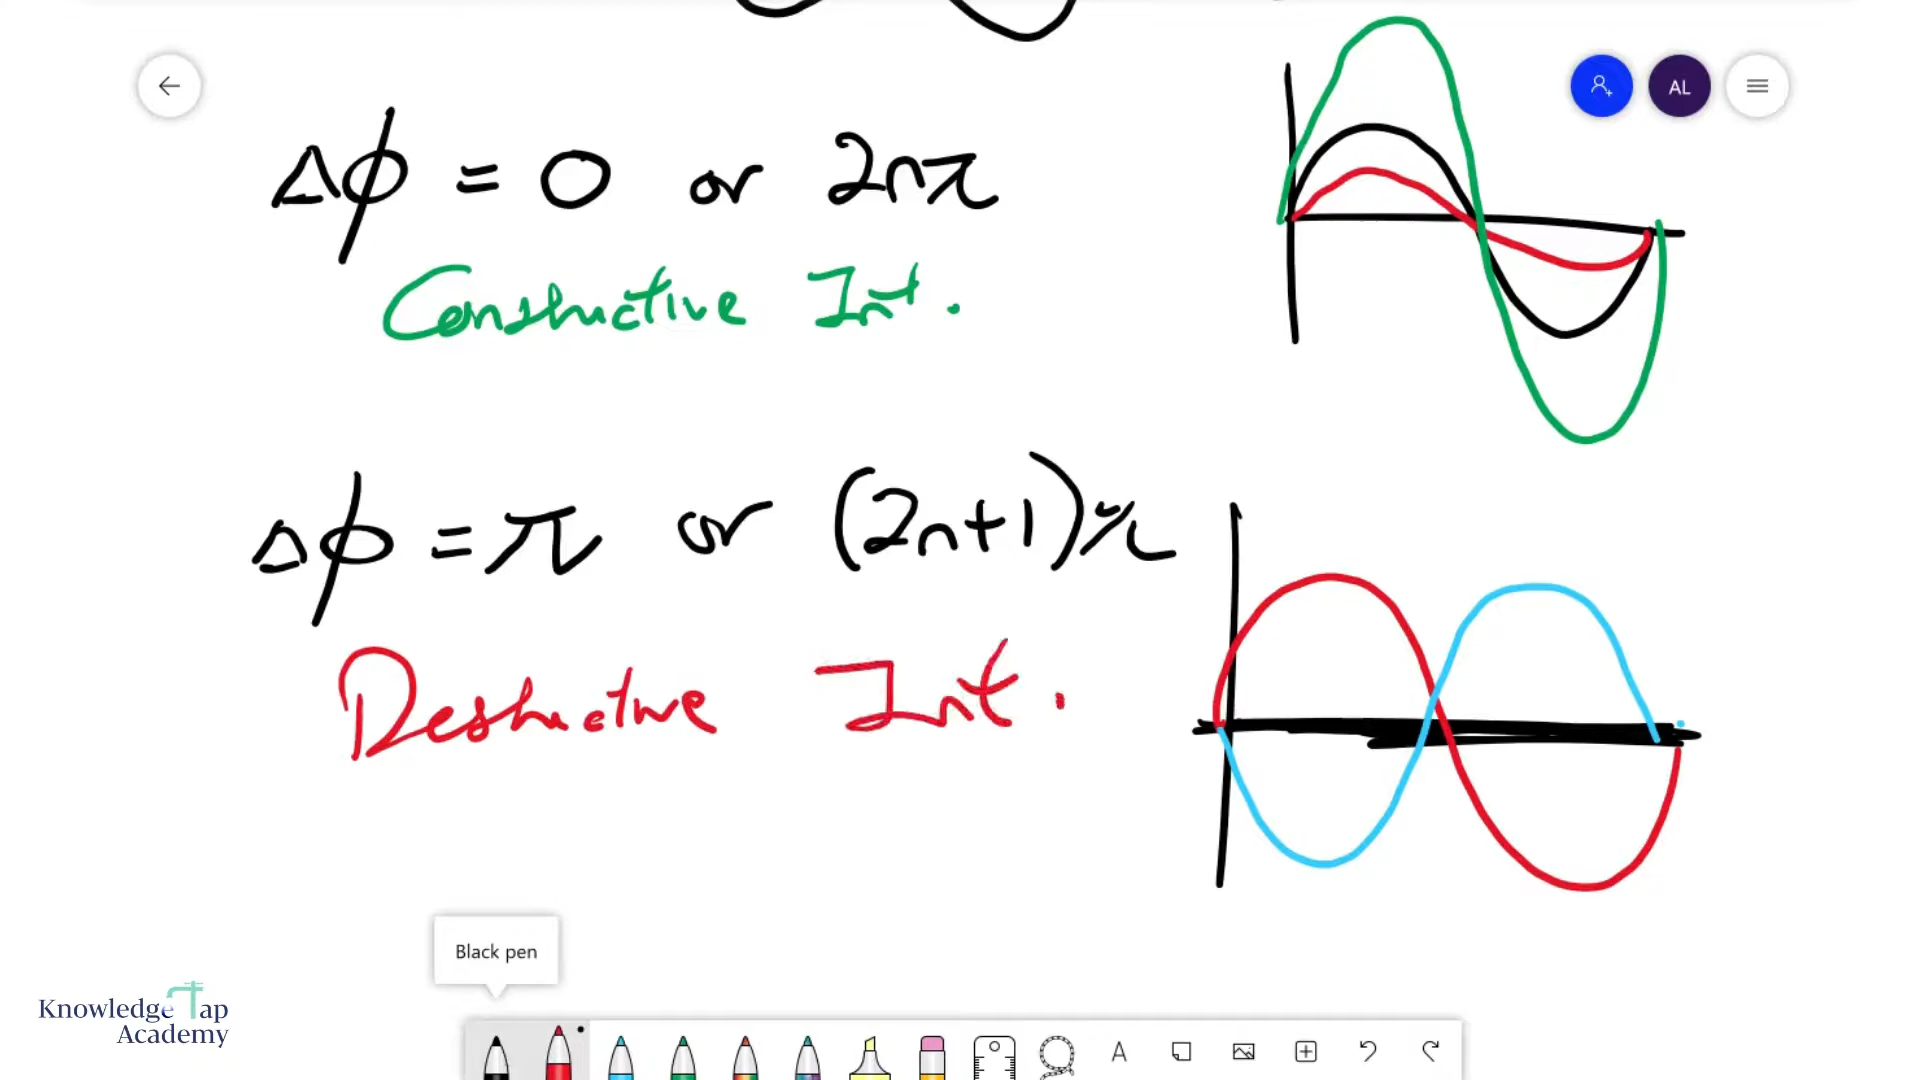 AL
Δϕ = 0 or 2nπ
Constructive Int.
Δϕ = π or (2n+1)π
Destructive Int.
Black pen
Knowledge Tap
Academy
A